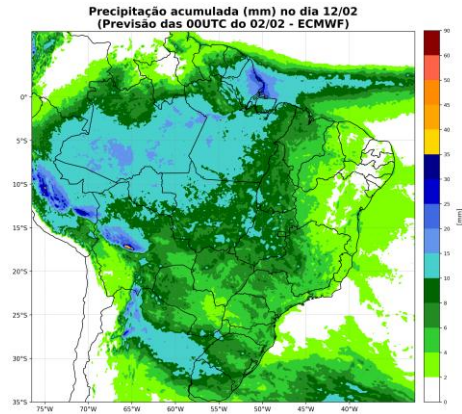 Precipitação acumulada (mm) no dia 12/02
(Previsão das 00UTC do 02/02 - ECMWF)
90
60
50
45
40
35
30
25
20
15
10
8
6
4
2
0
[mm]
0°
5°S
10°S
15°S
20°S
25°S
30°S
35°S
75°W
70°W
65°W
60°W
55°W
50°W
45°W
40°W